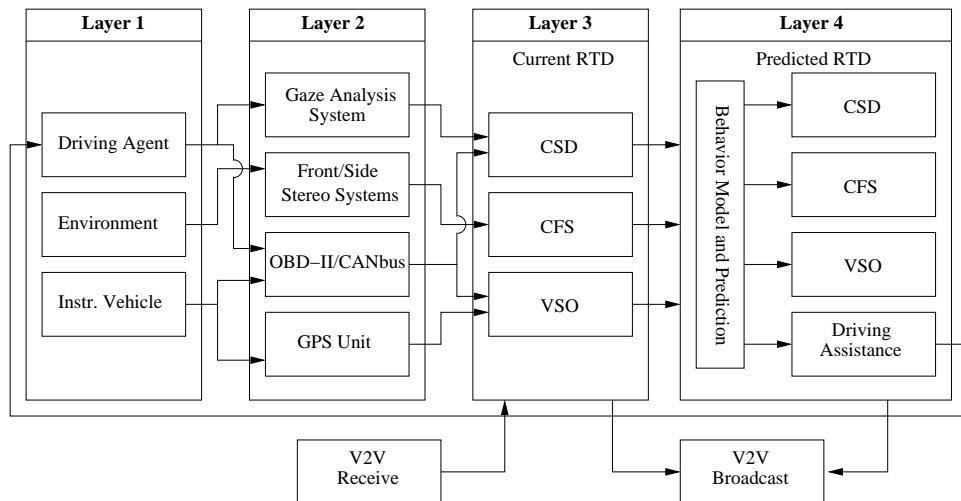 Layer 1
Driving Agent
Environment
Instr. Vehicle
Layer 2
Gaze Analysis
System
Front/Side
Stereo Systems
OBD−II/CANbus
GPS Unit
Layer 3
Current RTD
CSD
CFS
VSO
Layer 4
Predicted RTD
Behavior Model and Prediction
CSD
CFS
VSO
Driving
Assistance
V2V
Receive
V2V
Broadcast